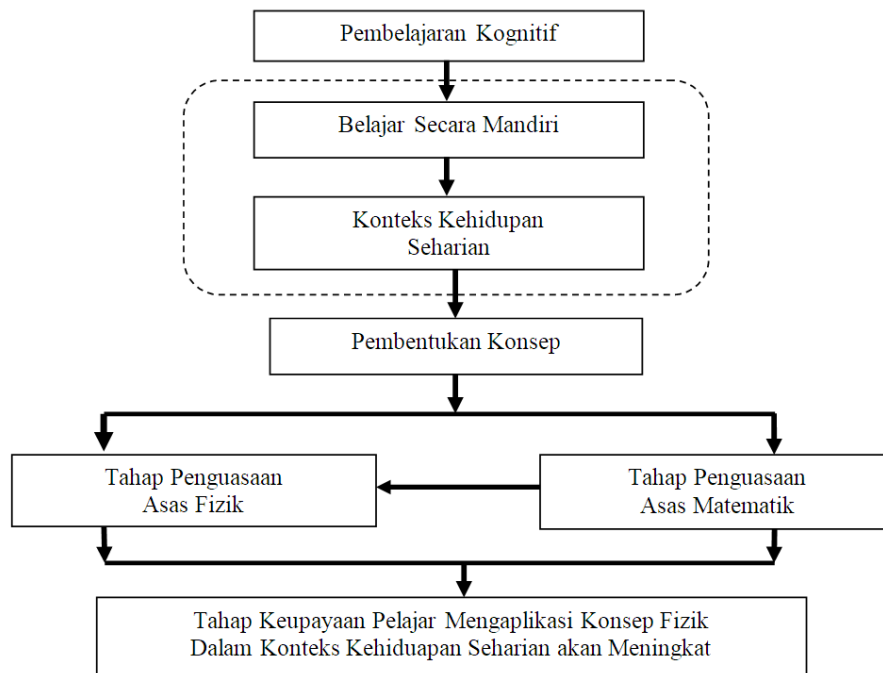 Pembelajaran Kognitif
Belajar Secara Mandiri
Konteks Kehidupan
Seharian
Pembentukan Konsep
Tahap Penguasaan
Asas Fizik
Tahap Penguasaan
Asas Matematik
Tahap Keupayaan Pelajar Mengaplikasi Konsep Fizik
Dalam Konteks Kehiduapan Seharian akan Meningkat